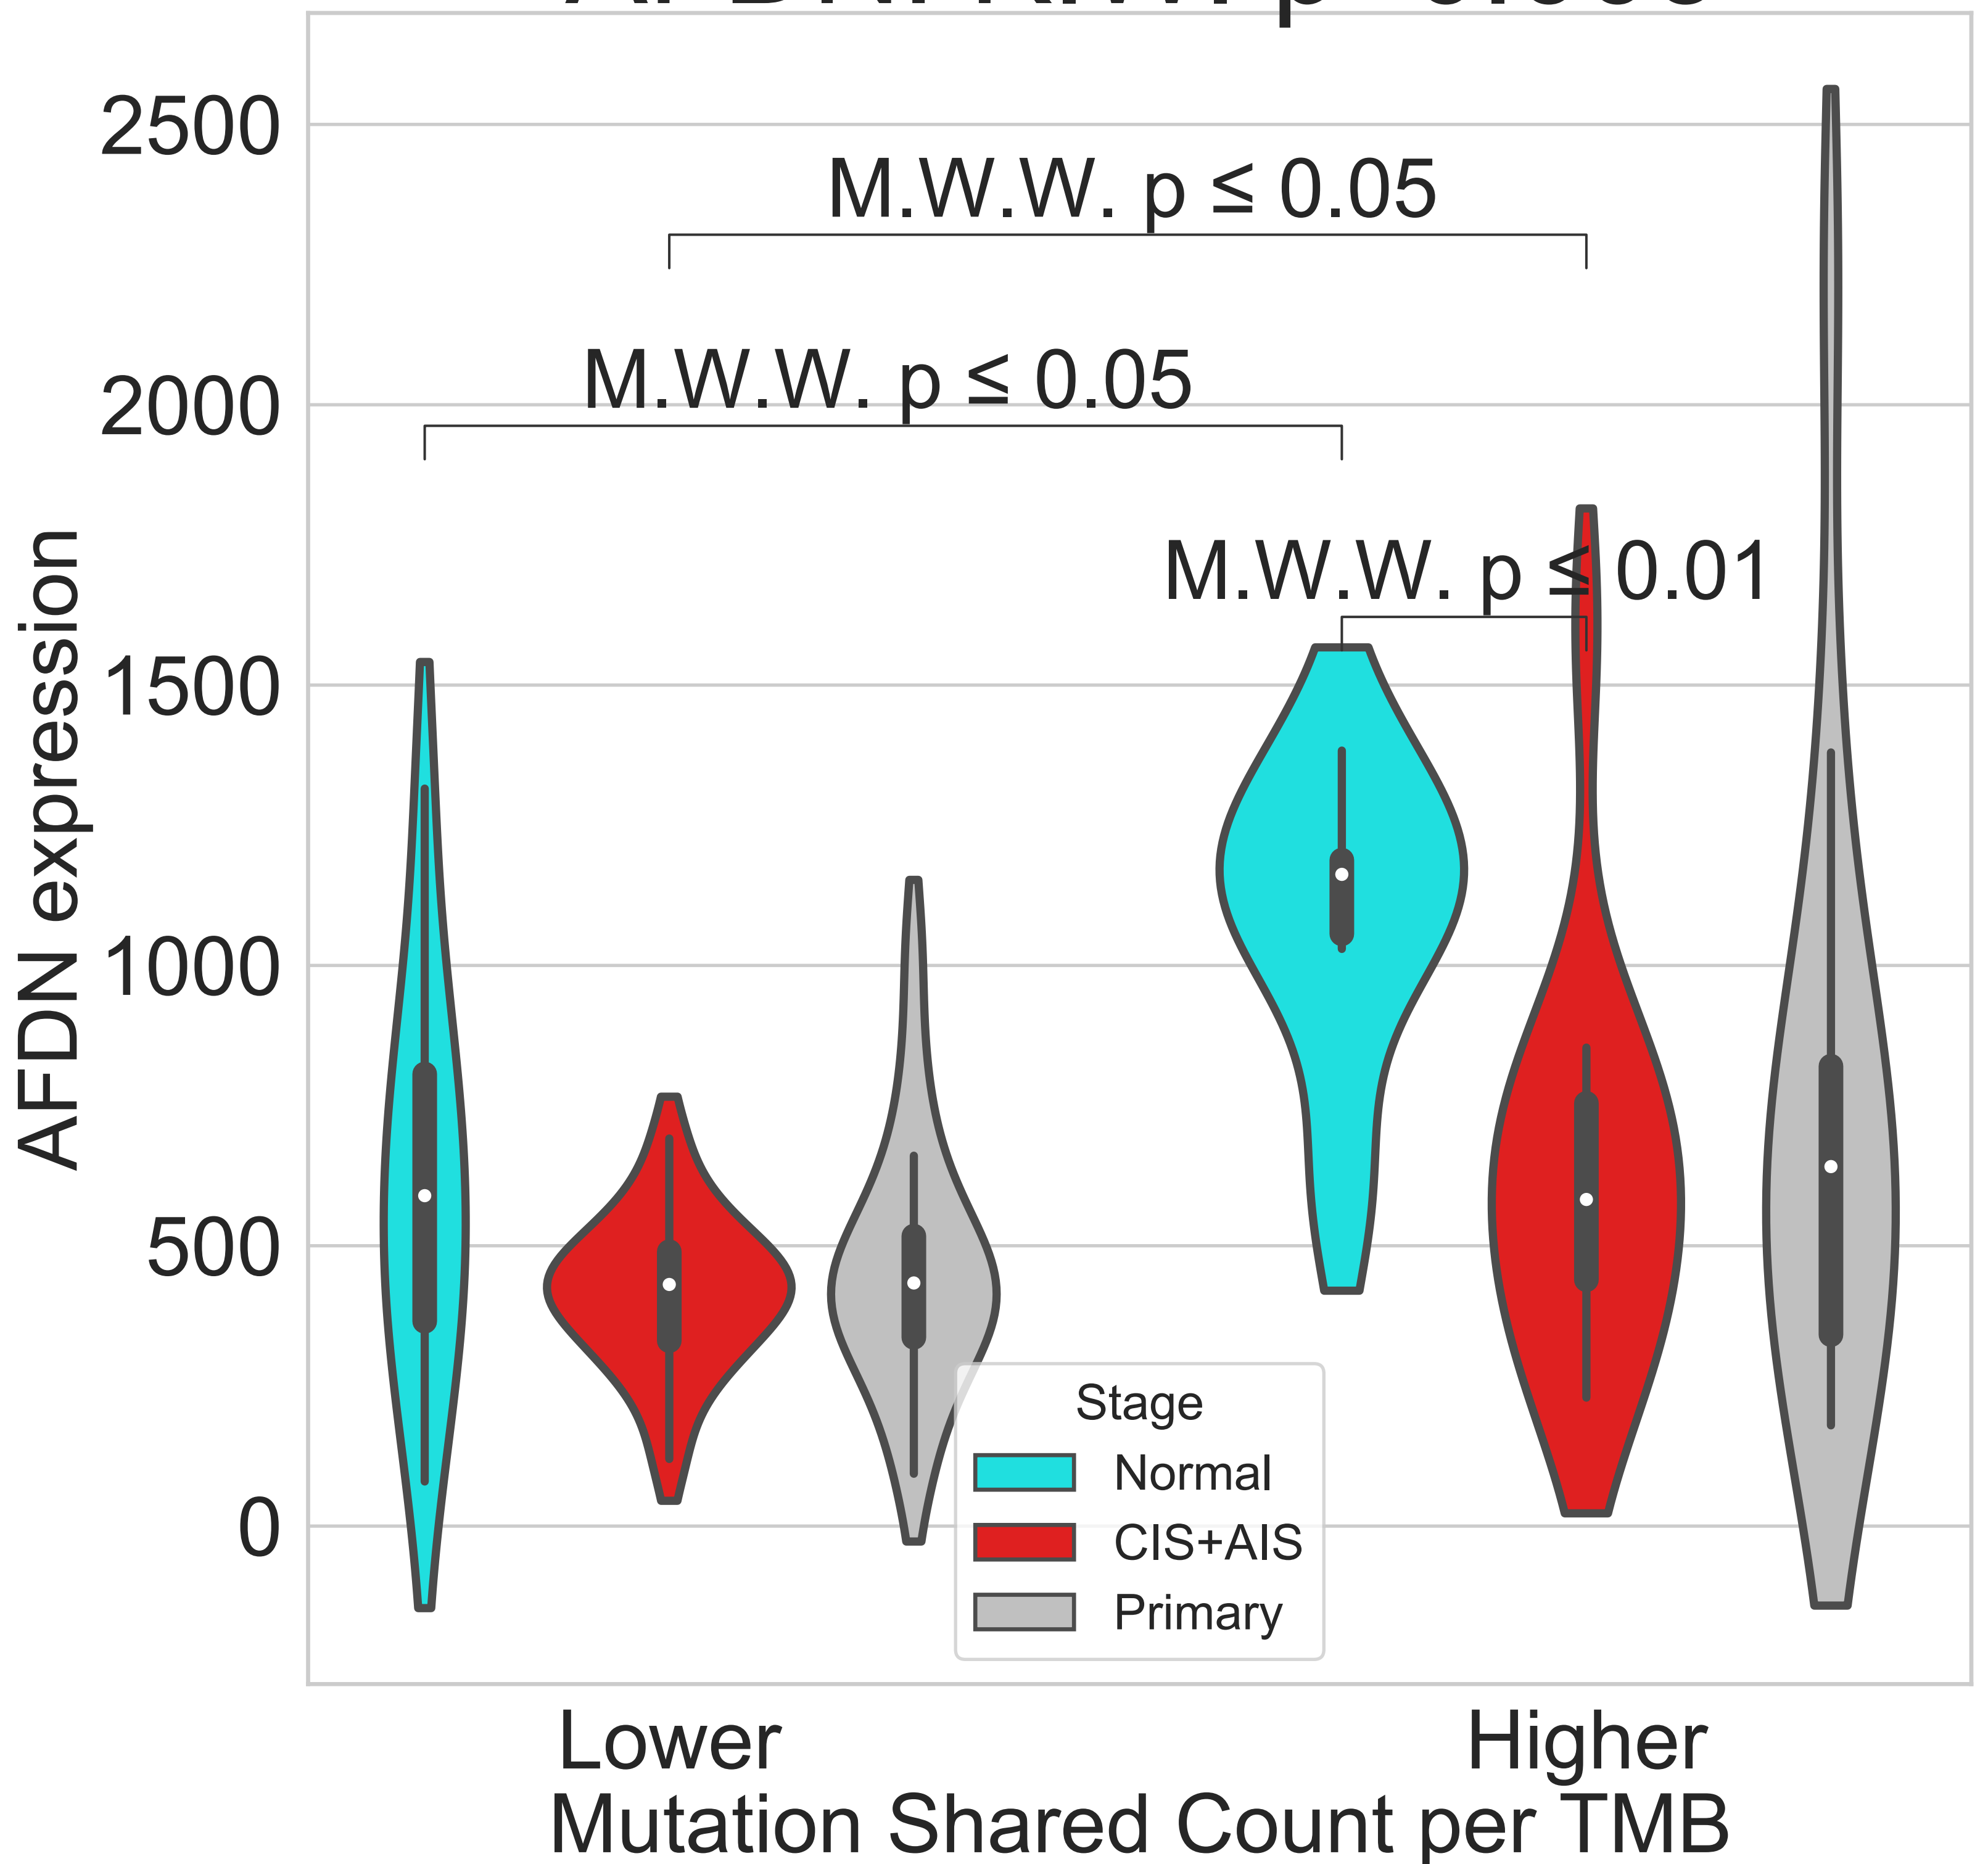 2500
M.W.W. p ≤ 0.05
2000
M.W.W. p ≤ 0.05
M.W.W. p ≤ 0.01
1500
1000
500
0
AFDN expression
Stage
Normal
CIS+AIS
Primary
Lower
Higher
Mutation Shared Count per TMB